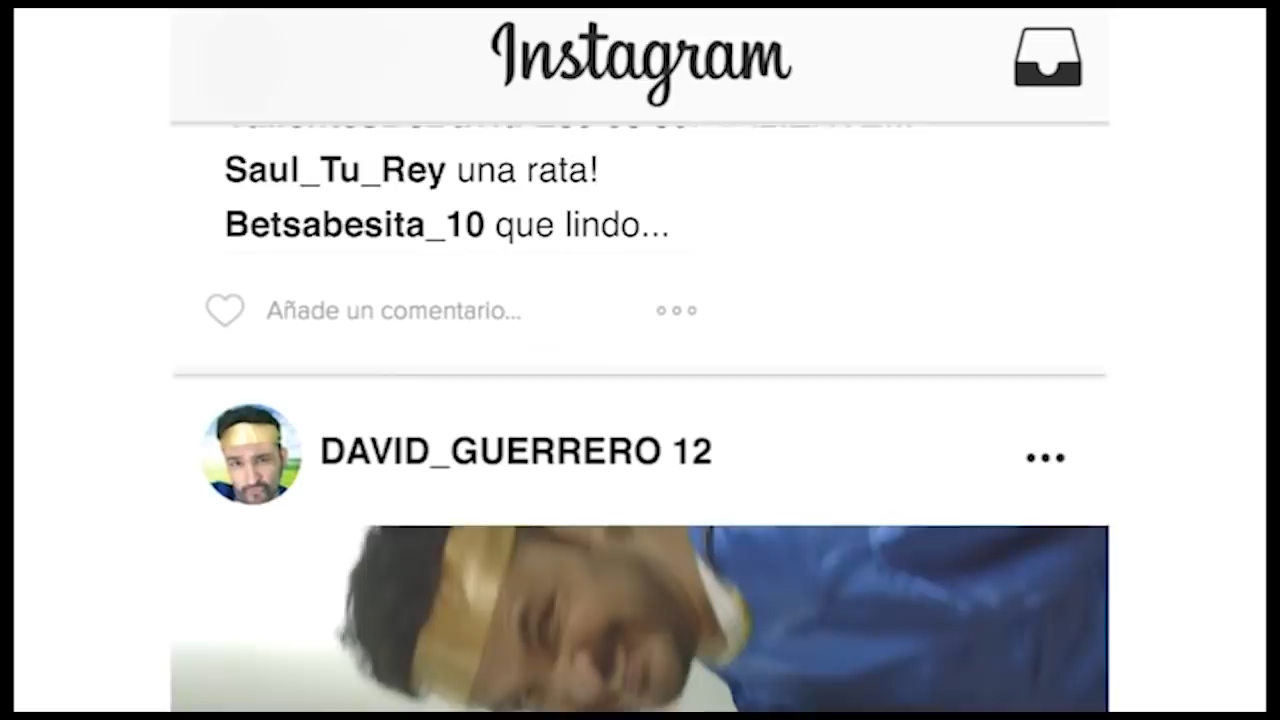 Instagram
Saul_Tu_Rey una rata!
Betsabesita_10 que lindo...
Añade un comentario...
DAVID_GUERRERO 12